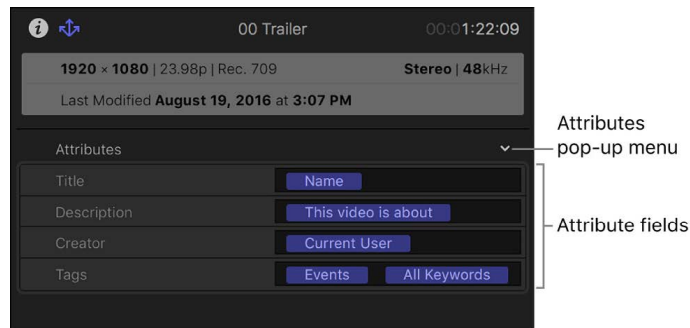 00 Trailer 00:01:22:09
1920 × 1080 | 23.98p | Rec. 709 Stereo | 48kHz
Last Modified August 19, 2016 at 3:07 PM
Attributes
Title Name
Description This video is about
Creator Current User
Tags Events All Keywords
Attributes
pop-up menu
Attribute fields